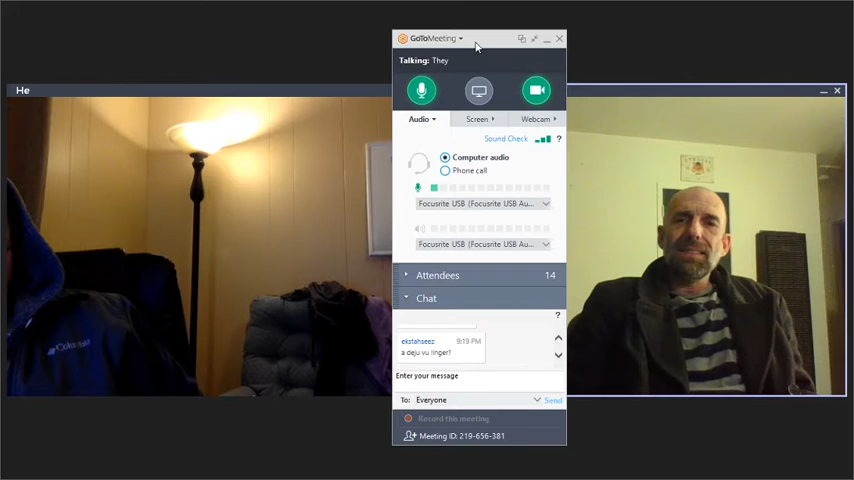 He
GoToMeeting
Talking: They
Audio
Screen
Webcam
Sound Check
?
Computer audio
Phone call
Focusrite USB (Focusrite USB Au...
Focusrite USB (Focusrite USB Au...
Attendees 14
Chat
?
ekstahseez 9:19 PM
a deju vu linger?
Enter your message
To: Everyone
Send
Record this meeting
Meeting ID: 219-656-381